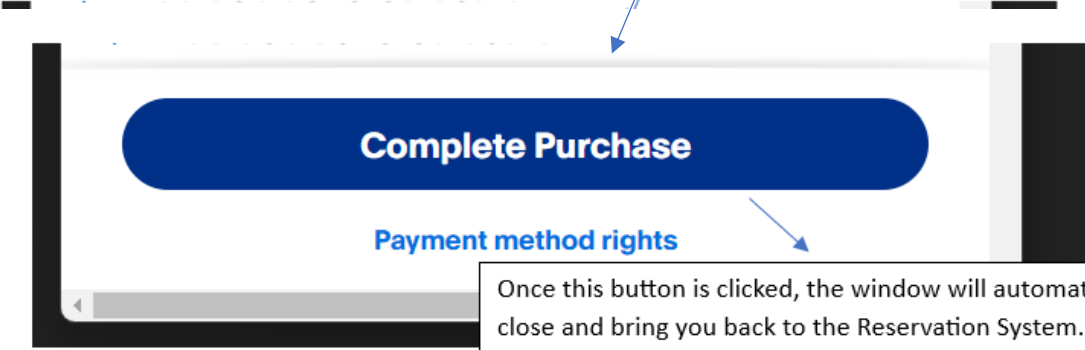 Complete Purchase
Payment method rights
Once this button is clicked, the window will automat
close and bring you back to the Reservation System.